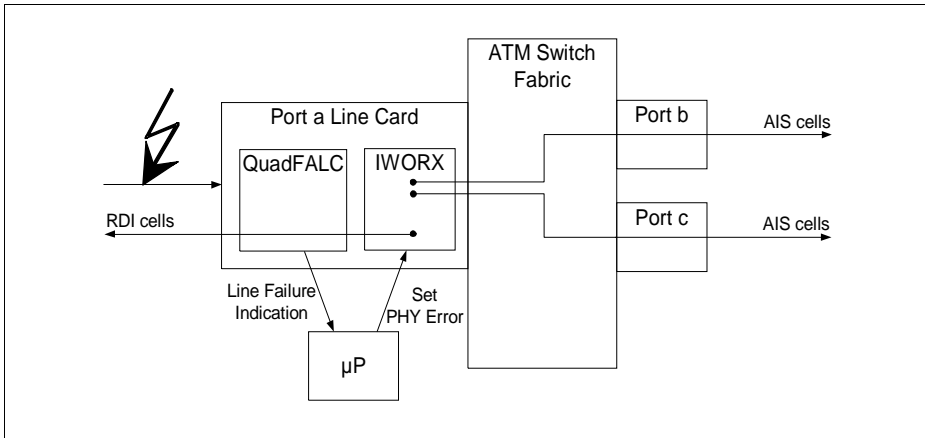 ATM Switch
Fabric
Port a Line Card
Port b
AIS cells
QuadFALC
IWORX
RDI cells
Port c
AIS cells
Line Failure
Indication
Set
PHY Error
µP